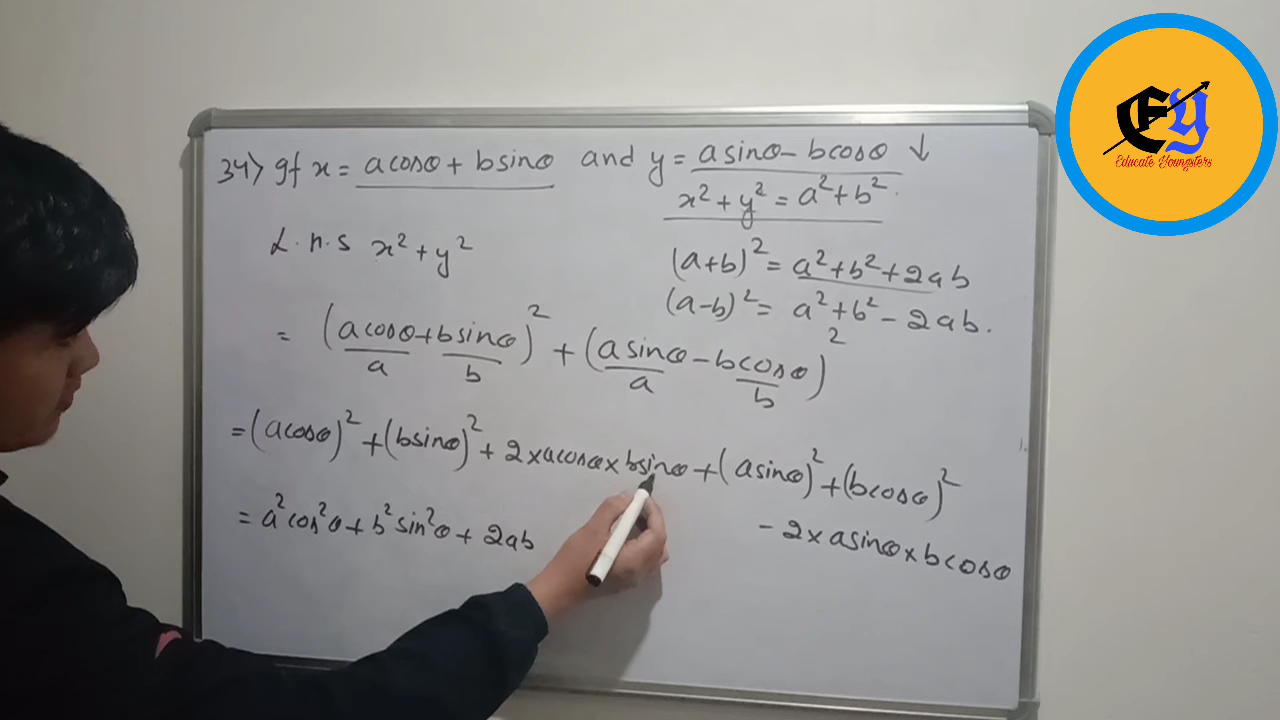 34> If x = acosθ + bsinθ and y = asinθ - bcosθ ↓
x² + y² = a² + b².
L.H.S x² + y²
(a+b)² = a² + b² + 2ab
(a-b)² = a² + b² - 2ab.
= (acosθ + bsinθ)² + (asinθ - bcosθ)²
a b a b
= (acosθ)² + (bsinθ)² + 2×acosθ×bsinθ + (asinθ)² + (bcosθ)²
- 2×asinθ×bcosθ
= a²cos²θ + b²sin²θ + 2ab
EY
Educate Youngsters